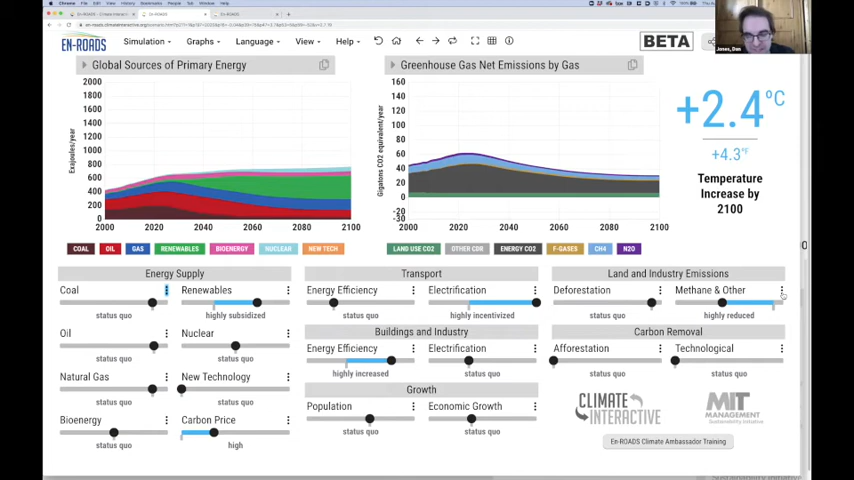 EN-ROADS
Simulation
Graphs
Language
View
Help
BETA
Jones, Dan
Global Sources of Primary Energy
Exajoules/year
2000
1800
1600
1400
1200
1000
800
600
400
200
0
2000
2020
2040
2060
2080
2100
COAL
OIL
GAS
RENEWABLES
BIOENERGY
NUCLEAR
NEW TECH
Greenhouse Gas Net Emissions by Gas
Gigatons CO2 equivalent/year
160
140
120
100
80
60
40
20
0
-20
-30
2000
2020
2040
2060
2080
2100
LAND USE CO2
OTHER CDR
ENERGY CO2
F-GASES
CH4
N2O
+2.4°C
+4.3°F
Temperature
Increase by
2100
Energy Supply
Coal
status quo
Renewables
highly subsidized
Oil
status quo
Nuclear
status quo
Natural Gas
status quo
New Technology
status quo
Bioenergy
status quo
Carbon Price
high
Transport
Energy Efficiency
status quo
Electrification
highly incentivized
Buildings and Industry
Energy Efficiency
highly increased
Electrification
status quo
Growth
Population
status quo
Economic Growth
status quo
Land and Industry Emissions
Deforestation
status quo
Methane & Other
highly reduced
Carbon Removal
Afforestation
status quo
Technological
status quo
CLIMATE
INTERACTIVE
MIT
MANAGEMENT
Sustainability Initiative
En-ROADS Climate Ambassador Training